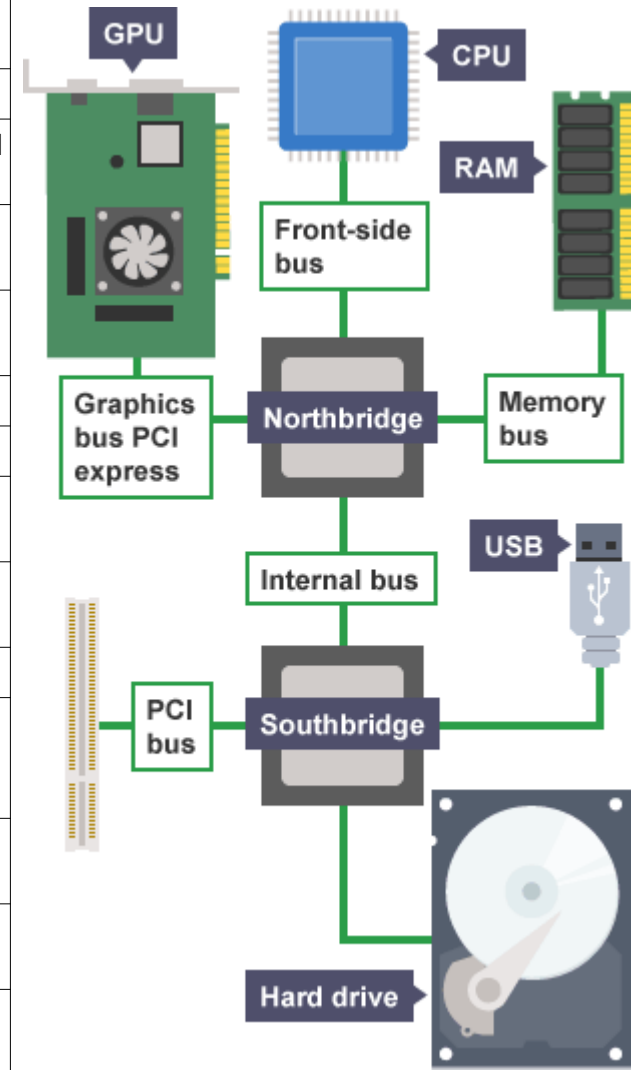 GPU
CPU
RAM
Front-side
bus
Graphics
bus PCI
express
Northbridge
Memory
bus
USB
Internal bus
PCI
bus
Southbridge
Hard drive